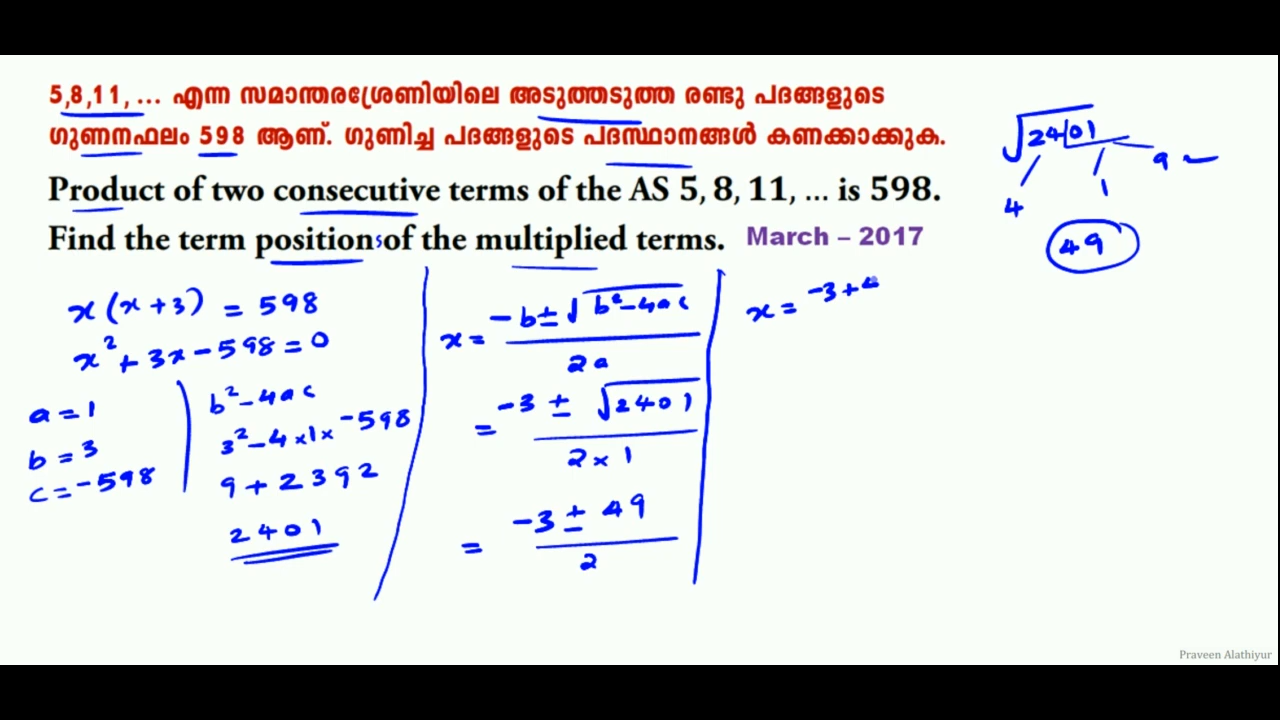 5,8,11, ... എന്ന സമാന്തരശ്രേണിയിലെ അടുത്തടുത്ത രണ്ടു പദങ്ങളുടെ
ഗുണനഫലം 598 ആണ്. ഗുണിച്ച പദങ്ങളുടെ പദസ്ഥാനങ്ങൾ കണക്കാക്കുക.
Product of two consecutive terms of the AS 5, 8, 11, ... is 598.
Find the term positions of the multiplied terms. March – 2017
x(x+3) = 598
x² + 3x - 598 = 0
a = 1
b = 3
c = -598
b² - 4ac
3² - 4×1× -598
9 + 2392
2401
x = -b ± √b² - 4ac
2a
= -3 ± √2401
2 × 1
= -3 ± 49
2
x = -3 + 4
√2401
4
1
9
49
Praveen Alathiyur